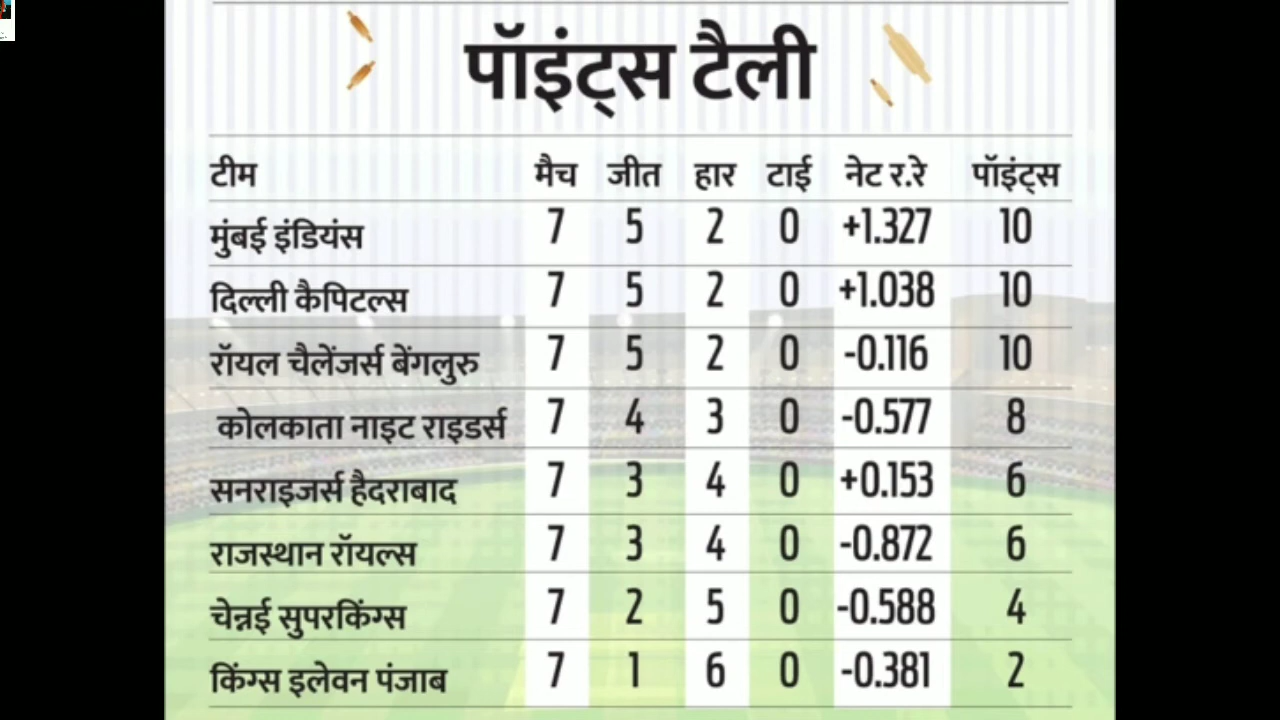 पॉइंट्स टैली
टीम मैच जीत हार टाई नेट र.रे पॉइंट्स
मुंबई इंडियंस 7 5 2 0 +1.327 10
दिल्ली कैपिटल्स 7 5 2 0 +1.038 10
रॉयल चैलेंजर्स बेंगलुरु 7 5 2 0 -0.116 10
कोलकाता नाइट राइडर्स 7 4 3 0 -0.577 8
सनराइजर्स हैदराबाद 7 3 4 0 +0.153 6
राजस्थान रॉयल्स 7 3 4 0 -0.872 6
चेन्नई सुपरकिंग्स 7 2 5 0 -0.588 4
किंग्स इलेवन पंजाब 7 1 6 0 -0.381 2